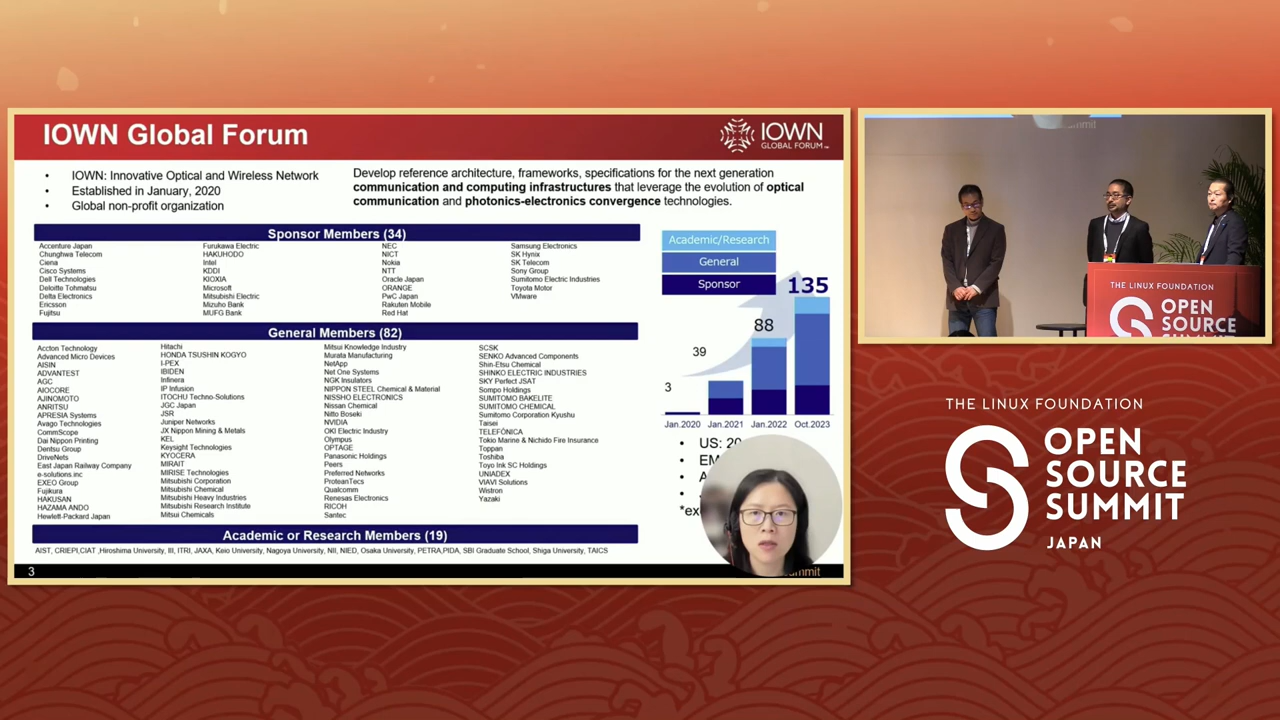 IOWN Global Forum
IOWN
GLOBAL FORUM
• IOWN: Innovative Optical and Wireless Network
• Established in January, 2020
• Global non-profit organization
Develop reference architecture, frameworks, specifications for the next generation
communication and computing infrastructures that leverage the evolution of optical
communication and photonics-electronics convergence technologies.
Sponsor Members (34)
Accenture Japan
Chunghwa Telecom
Ciena
Cisco Systems
Dell Technologies
Deloitte Tohmatsu
Delta Electronics
Ericsson
Fujitsu
Furukawa Electric
HAKUHODO
Intel
KDDI
KIOXIA
Microsoft
Mitsubishi Electric
Mizuho Bank
MUFG Bank
NEC
NICT
Nokia
NTT
Oracle Japan
ORANGE
PwC Japan
Rakuten Mobile
Red Hat
Samsung Electronics
SK Hynix
SK Telecom
Sony Group
Sumitomo Electric Industries
Toyota Motor
VMware
General Members (82)
Accton Technology
Advanced Micro Devices
AISIN
ADVANTEST
AGC
AIOCORE
AJINOMOTO
ANRITSU
APRESIA Systems
Avago Technologies
CommScope
Dai Nippon Printing
Dentsu Group
DriveNets
East Japan Railway Company
e-solutions inc
EXEO Group
Fujikura
HAKUSAN
HAZAMA ANDO
Hewlett-Packard Japan
Hitachi
HONDA TSUSHIN KOGYO
I-PEX
IBIDEN
Infinera
IP Infusion
ITOCHU Techno-Solutions
JGC Japan
JSR
Juniper Networks
JX Nippon Mining & Metals
KEL
Keysight Technologies
KYOCERA
MIRAIT
MIRISE Technologies
Mitsubishi Corporation
Mitsubishi Chemical
Mitsubishi Heavy Industries
Mitsubishi Research Institute
Mitsui Chemicals
Mitsui Knowledge Industry
Murata Manufacturing
NetApp
Net One Systems
NGK Insulators
NIPPON STEEL Chemical & Material
NISSHO ELECTRONICS
Nissan Chemical
Nitto Boseki
NVIDIA
OKI Electric Industry
Olympus
OPTAGE
Panasonic Holdings
Peers
Preferred Networks
ProteanTecs
Qualcomm
Renesas Electronics
RICOH
Santec
SCSK
SENKO Advanced Components
Shin-Etsu Chemical
SHINKO ELECTRIC INDUSTRIES
SKY Perfect JSAT
Sompo Holdings
SUMITOMO BAKELITE
SUMITOMO CHEMICAL
Sumitomo Corporation Kyushu
Taisei
TELEFÓNICA
Tokio Marine & Nichido Fire Insurance
Toppan
Toshiba
Toyo Ink SC Holdings
UNIADEX
VIAVI Solutions
Wistron
Yazaki
Academic or Research Members (19)
AIST, CRIEPI,CIAT ,Hiroshima University, III, ITRI, JAXA, Keio University, Nagoya University, NII, NIED, Osaka University, PETRA,PIDA, SBI Graduate School, Shiga University, TAICS
Academic/Research
General
Sponsor
135
88
39
3
Jan.2020 Jan.2021 Jan.2022 Oct.2023
• US: 20
3
THE LINUX FOUNDATION
OPEN
SOURCE
SUMMIT
THE LINUX FOUNDATION
OPEN
SOURCE
SUMMIT
JAPAN